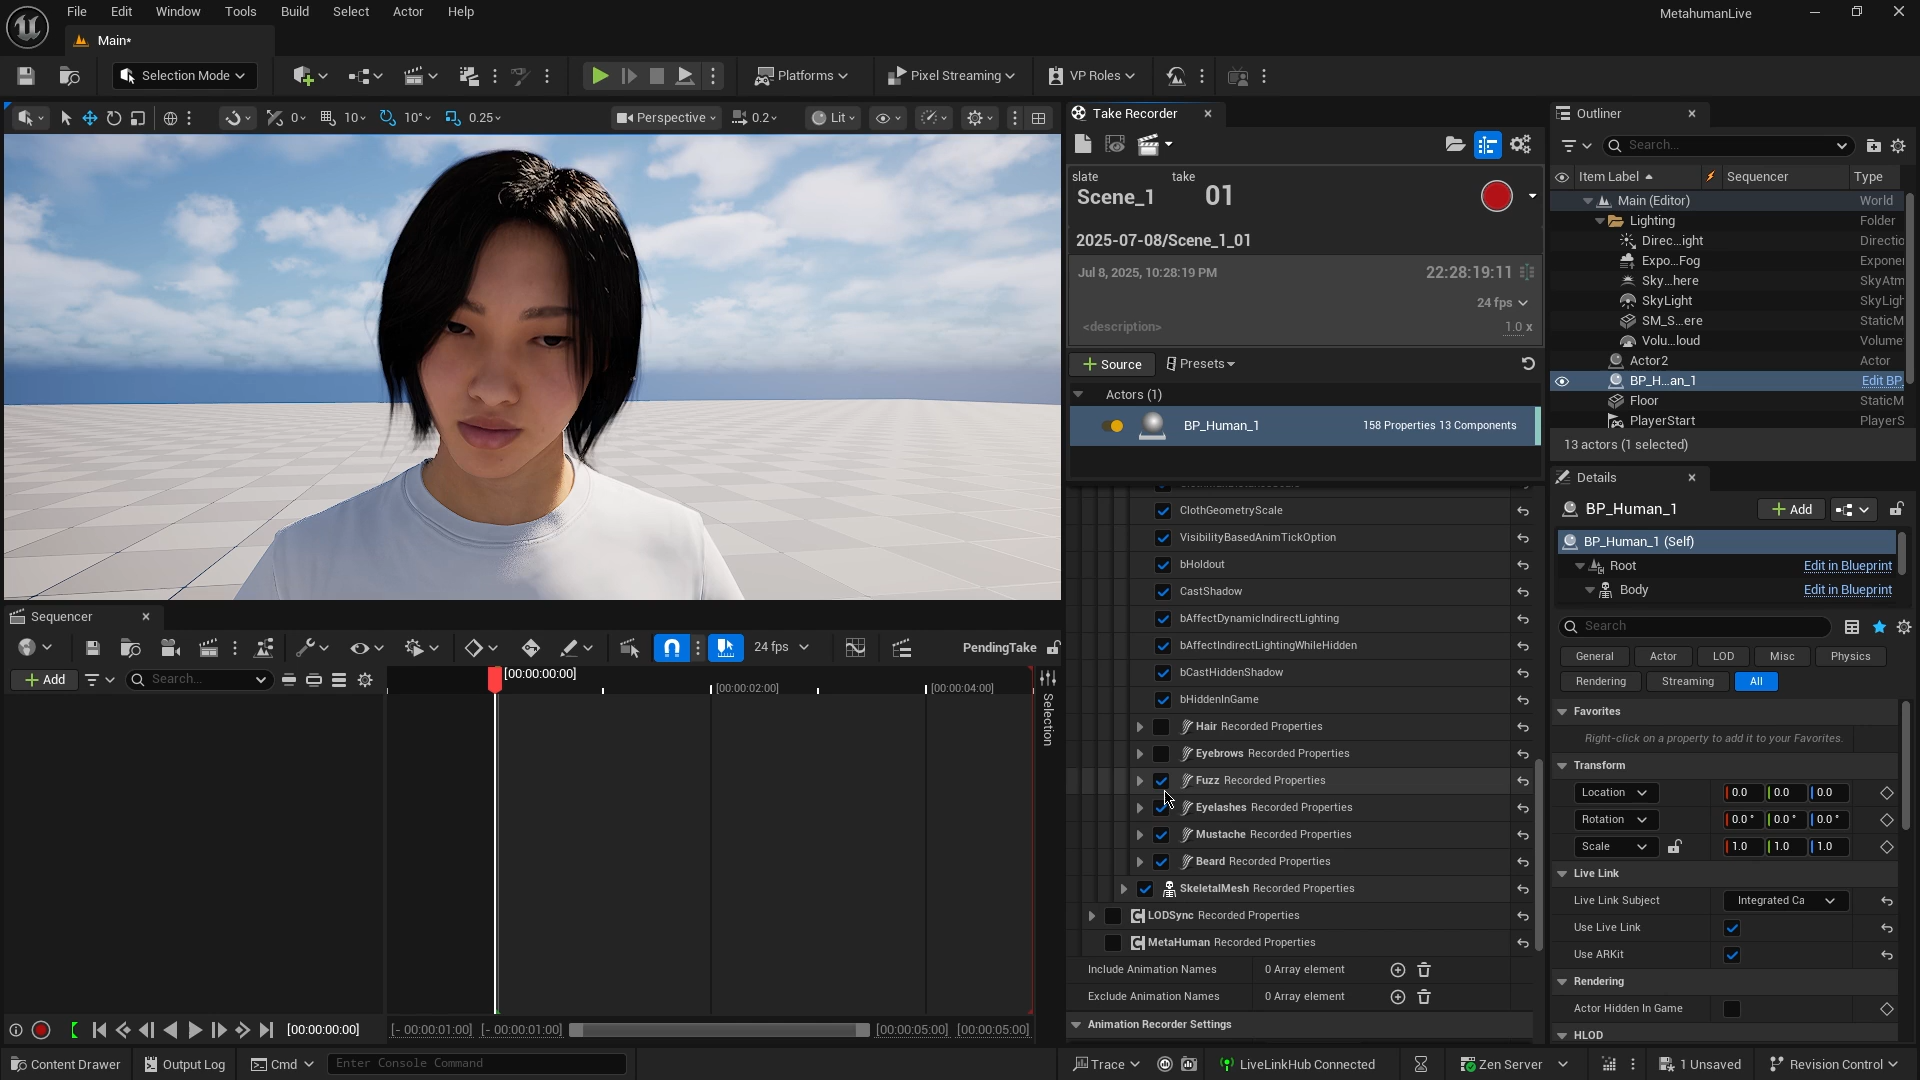 File Edit Window Tools Build Select Actor Help
MetahumanLive
Main*
Selection Mode
Platforms
Pixel Streaming
VP Roles
0
10
10°
0.25
Perspective
0.2
Lit
Take Recorder
slate
take
Scene_1
01
2025-07-08/Scene_1_01
Jul 8, 2025, 10:28:19 PM
22:28:19:11
24 fps
<description>
1.0 x
Source
Presets
Actors (1)
BP_Human_1
158 Properties 13 Components
ClothGeometryScale
VisibilityBasedAnimTickOption
bHoldout
CastShadow
bAffectDynamicIndirectLighting
bAffectIndirectLightingWhileHidden
bCastHiddenShadow
bHiddenInGame
Hair Recorded Properties
Eyebrows Recorded Properties
Fuzz Recorded Properties
Eyelashes Recorded Properties
Mustache Recorded Properties
Beard Recorded Properties
SkeletalMesh Recorded Properties
LODSync Recorded Properties
MetaHuman Recorded Properties
Include Animation Names 0 Array element
Exclude Animation Names 0 Array element
Animation Recorder Settings
Outliner
Search...
Item Label Sequencer Type
Main (Editor) World
Lighting Folder
Direc...ight Directio
Expo...Fog Exponer
Sky...here SkyAtm
SkyLight SkyLigh
SM_S...ere StaticM
Volu...loud Volume
Actor2 Actor
BP_H...an_1 Edit BP_
Floor StaticM
PlayerStart PlayerS
13 actors (1 selected)
Details
BP_Human_1
Add
BP_Human_1 (Self)
Root Edit in Blueprint
Body Edit in Blueprint
Search
General Actor LOD Misc Physics
Rendering Streaming All
Favorites
Right-click on a property to add it to your Favorites.
Transform
Location 0.0 0.0 0.0
Rotation 0.0° 0.0° 0.0°
Scale 1.0 1.0 1.0
Live Link
Live Link Subject Integrated Ca
Use Live Link
Use ARKit
Rendering
Actor Hidden In Game
HLOD
Sequencer
24 fps
PendingTake
Add
Search...
[00:00:00:00]
[00:00:02:00]
[00:00:04:00]
Selection
[00:00:00:00]
[- 00:00:01:00]
[- 00:00:01:00]
[00:00:05:00]
[00:00:05:00]
Content Drawer
Output Log
Cmd
Enter Console Command
Trace
LiveLinkHub Connected
Zen Server
1 Unsaved
Revision Control